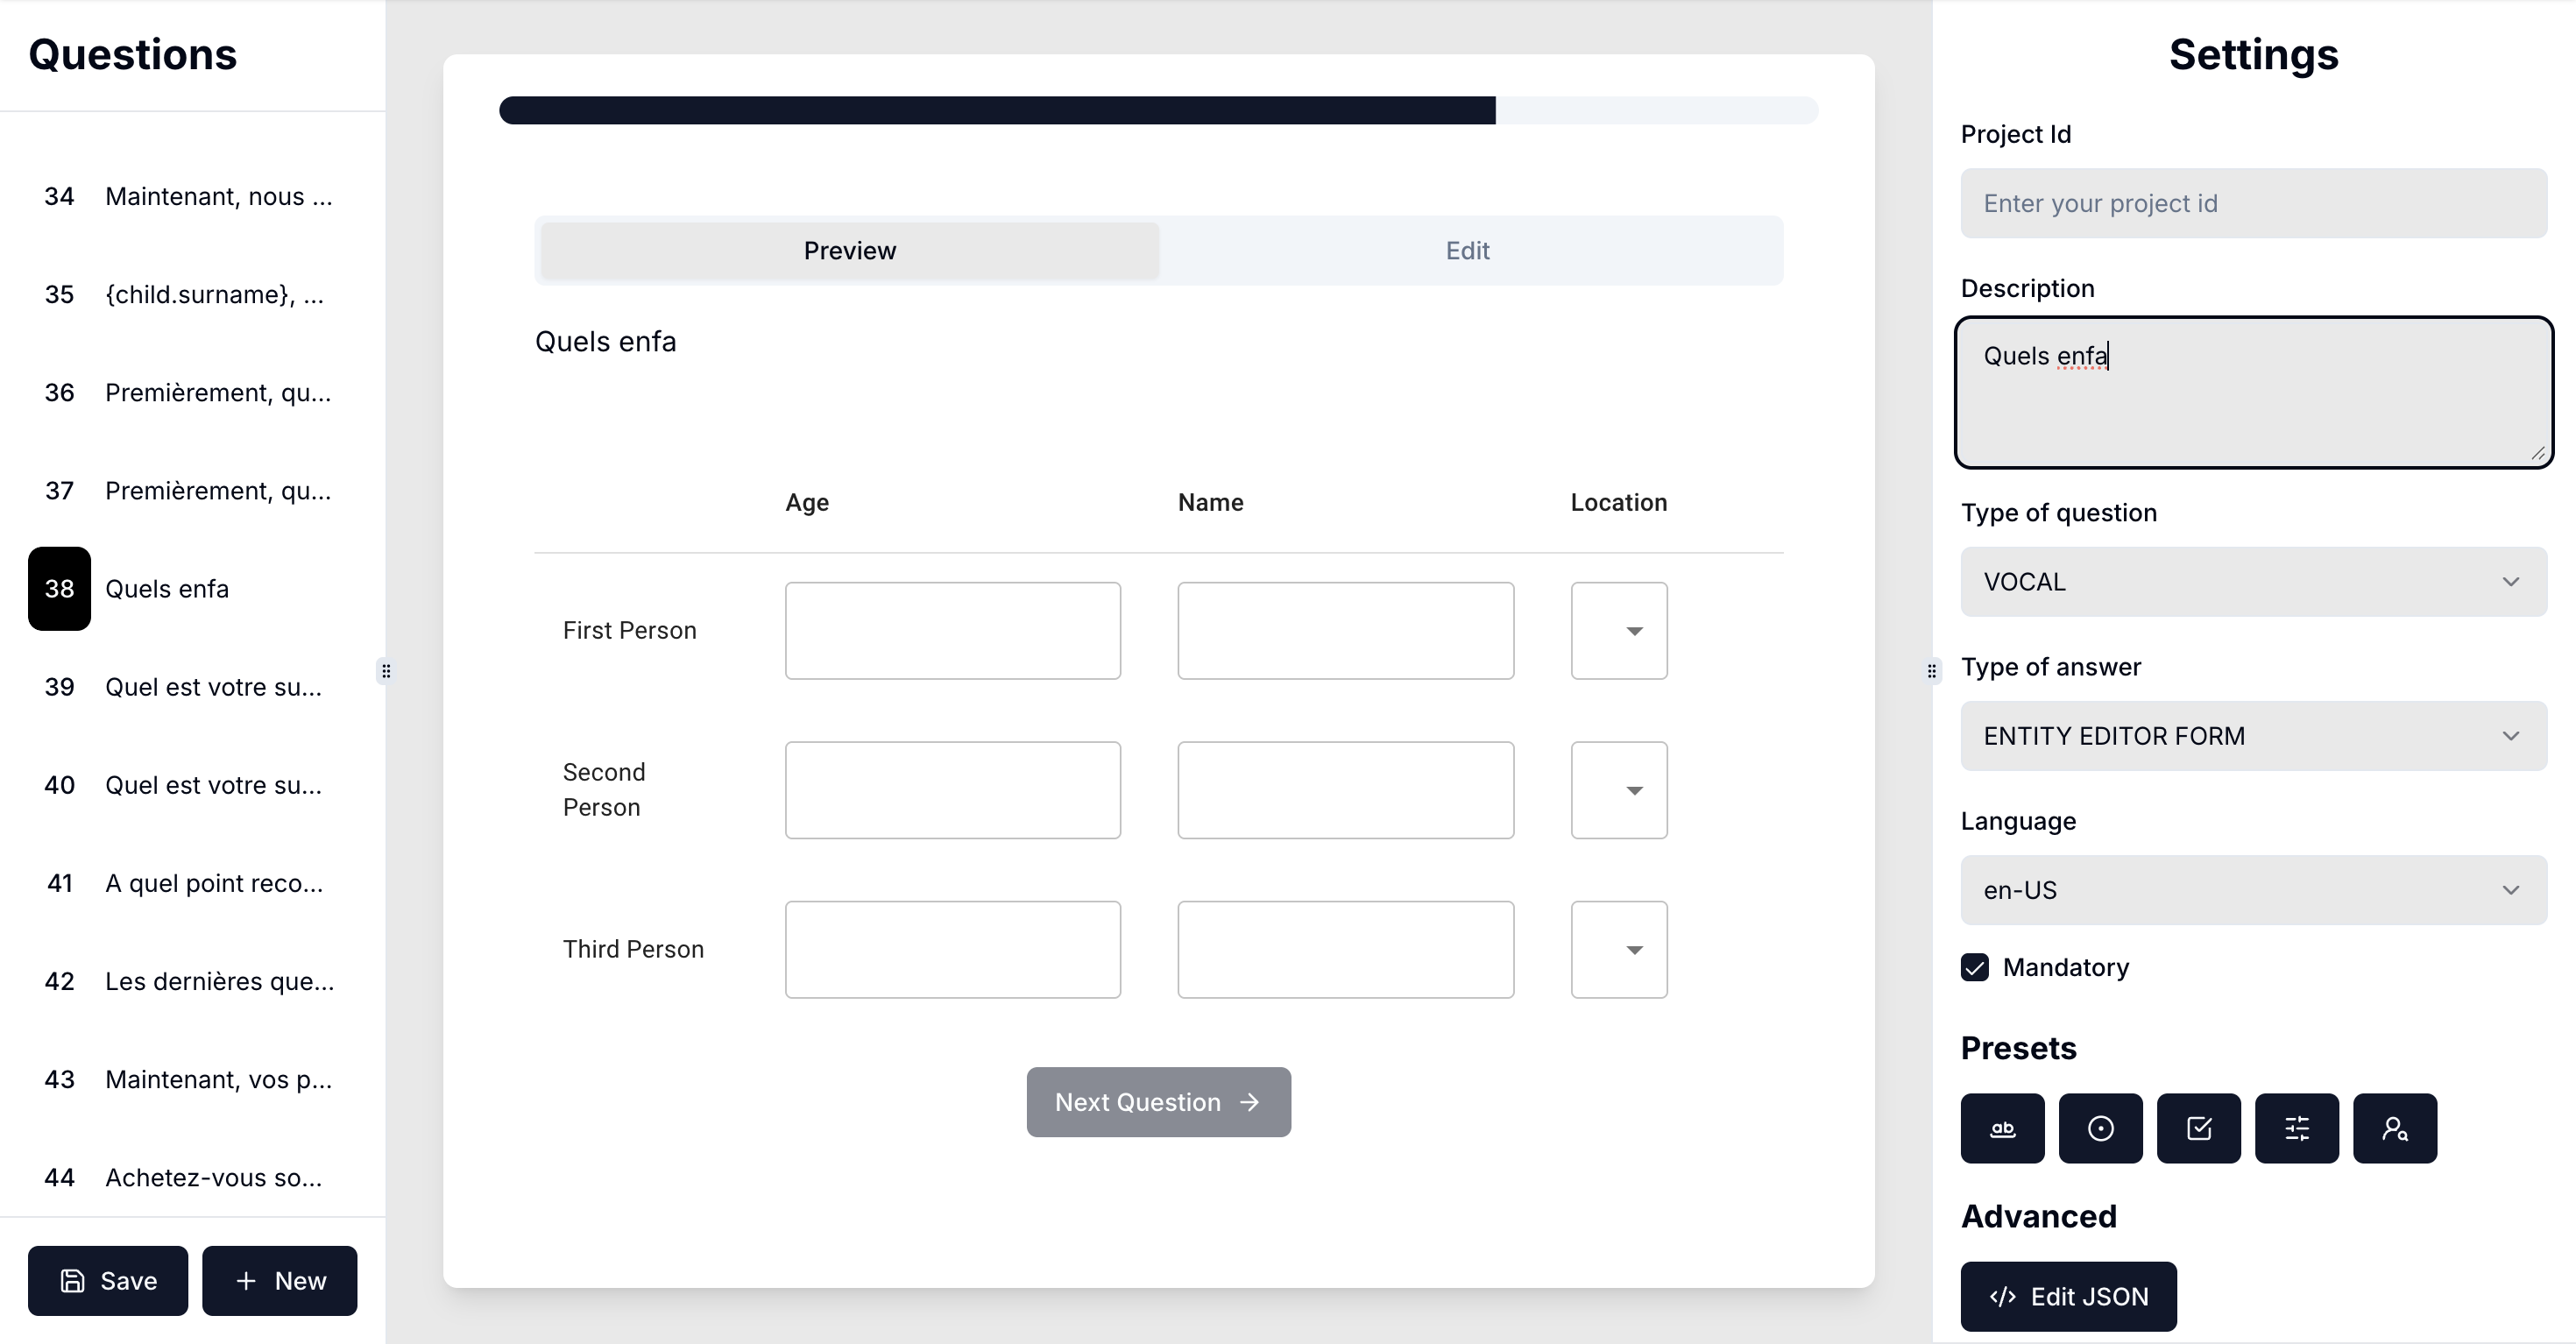 Questions
34 Maintenant, nous ...
35 {child.surname}, ...
36 Premièrement, qu...
37 Premièrement, qu...
38 Quels enfa
39 Quel est votre su...
40 Quel est votre su...
41 A quel point reco...
42 Les dernières que...
43 Maintenant, vos p...
44 Achetez-vous so...
Save
New
Preview
Edit
Quels enfa
Age Name Location
First Person
Second
Person
Third Person
Next Question
Settings
Project Id
Enter your project id
Description
Quels enfa
Type of question
VOCAL
Type of answer
ENTITY EDITOR FORM
Language
en-US
Mandatory
Presets
ab
Advanced
</> Edit JSON